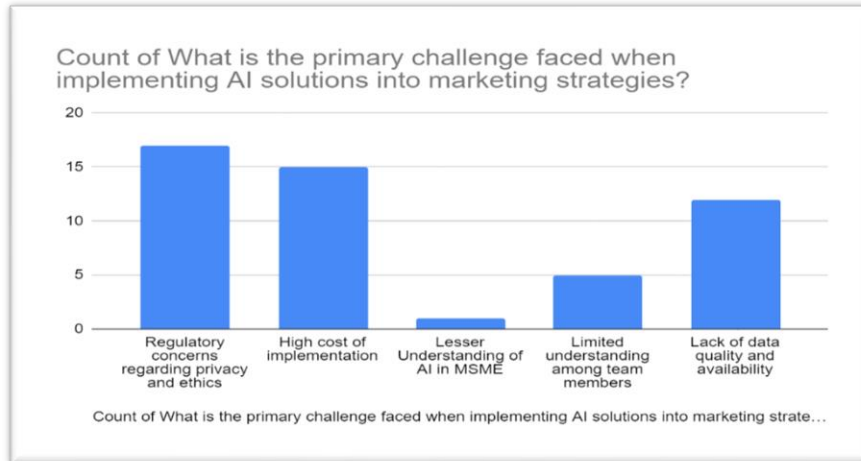 Count of What is the primary challenge faced when
implementing AI solutions into marketing strategies?
20
15
10
5
0
Regulatory
concerns
regarding privacy
and ethics
High cost of
implementation
Lesser
Understanding of
AI in MSME
Limited
understanding
among team
members
Lack of data
quality and
availability
Count of What is the primary challenge faced when implementing AI solutions into marketing strate…